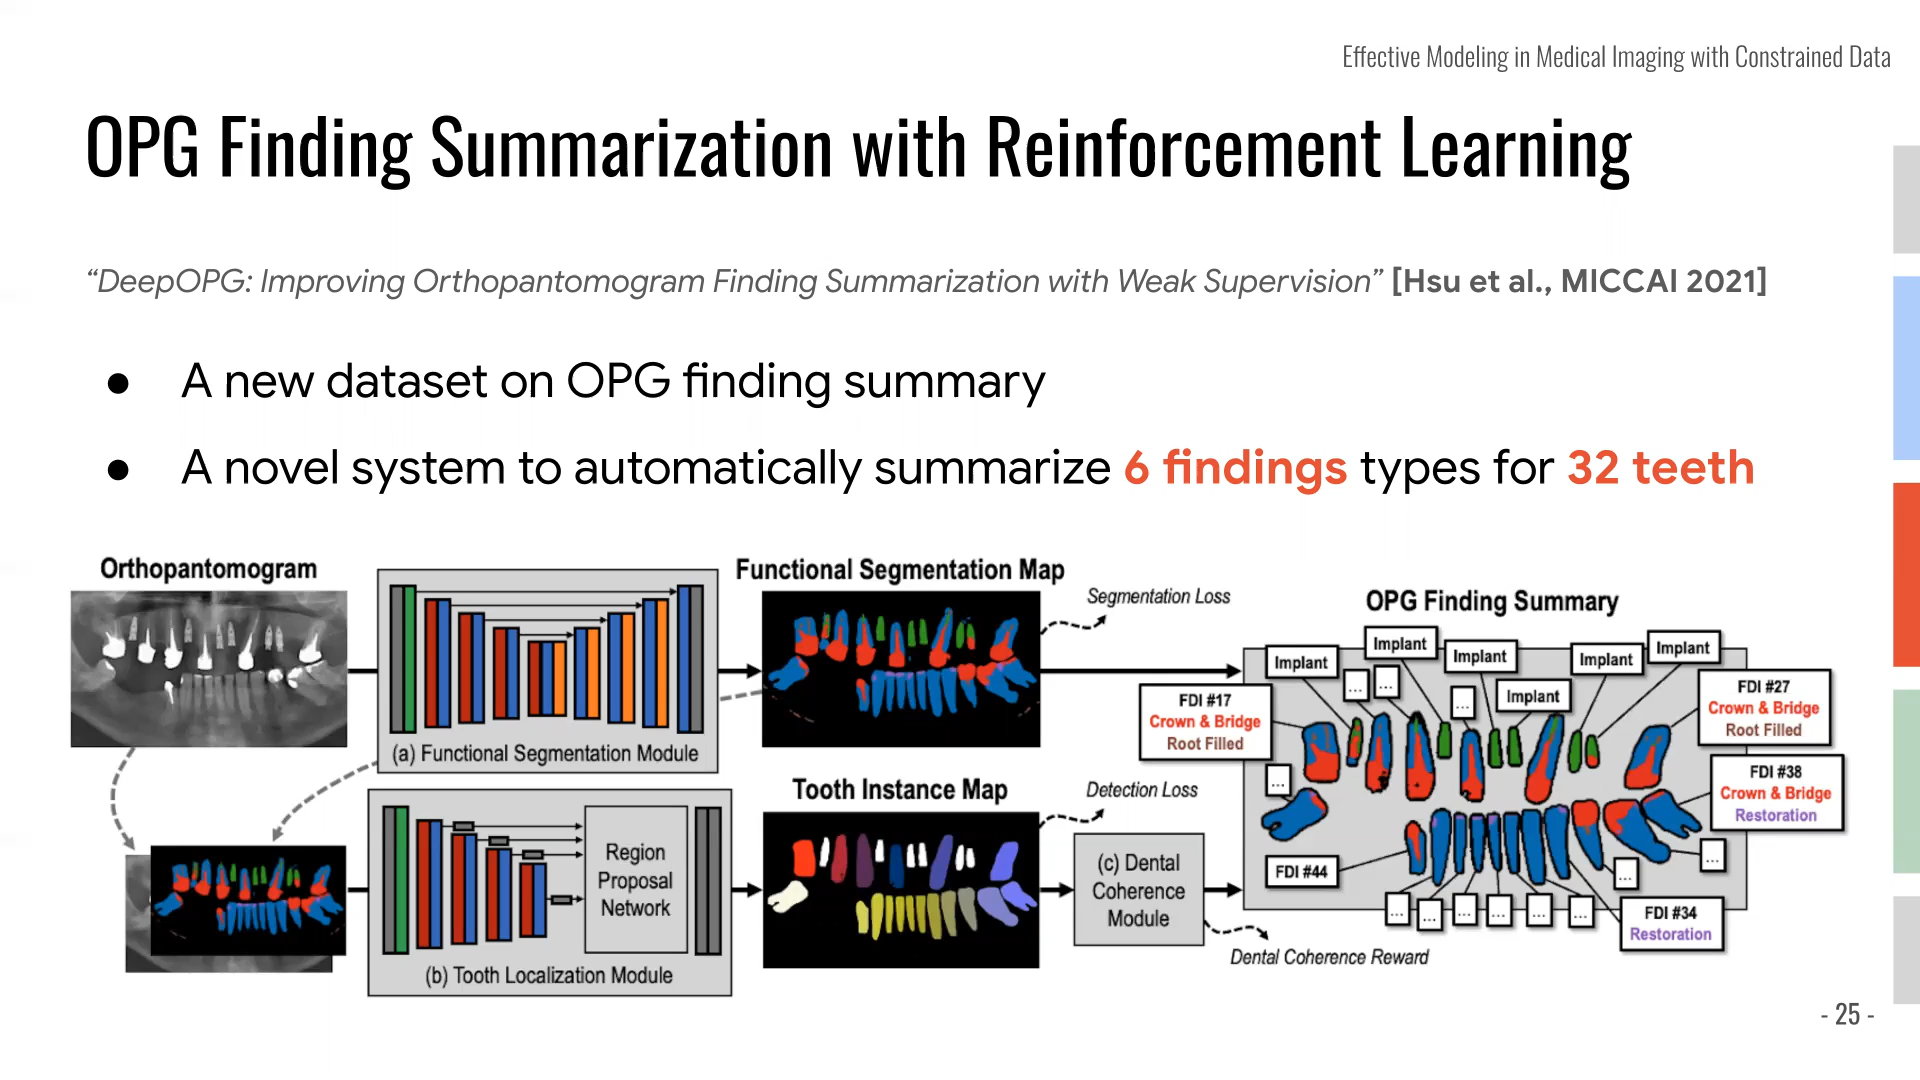 Effective Modeling in Medical Imaging with Constrained Data
OPG Finding Summarization with Reinforcement Learning
“DeepOPG: Improving Orthopantomogram Finding Summarization with Weak Supervision” [Hsu et al., MICCAI 2021]
● A new dataset on OPG finding summary
● A novel system to automatically summarize 6 findings types for 32 teeth
Orthopantomogram
(a) Functional Segmentation Module
Functional Segmentation Map
Segmentation Loss
Region
Proposal
Network
(b) Tooth Localization Module
Tooth Instance Map
Detection Loss
(c) Dental
Coherence
Module
Dental Coherence Reward
OPG Finding Summary
Implant
Implant
Implant
Implant
Implant
Implant
...
...
...
FDI #17
Crown & Bridge
Root Filled
FDI #27
Crown & Bridge
Root Filled
...
FDI #38
Crown & Bridge
Restoration
FDI #44
...
...
...
...
...
...
...
...
FDI #34
Restoration
- 25 -